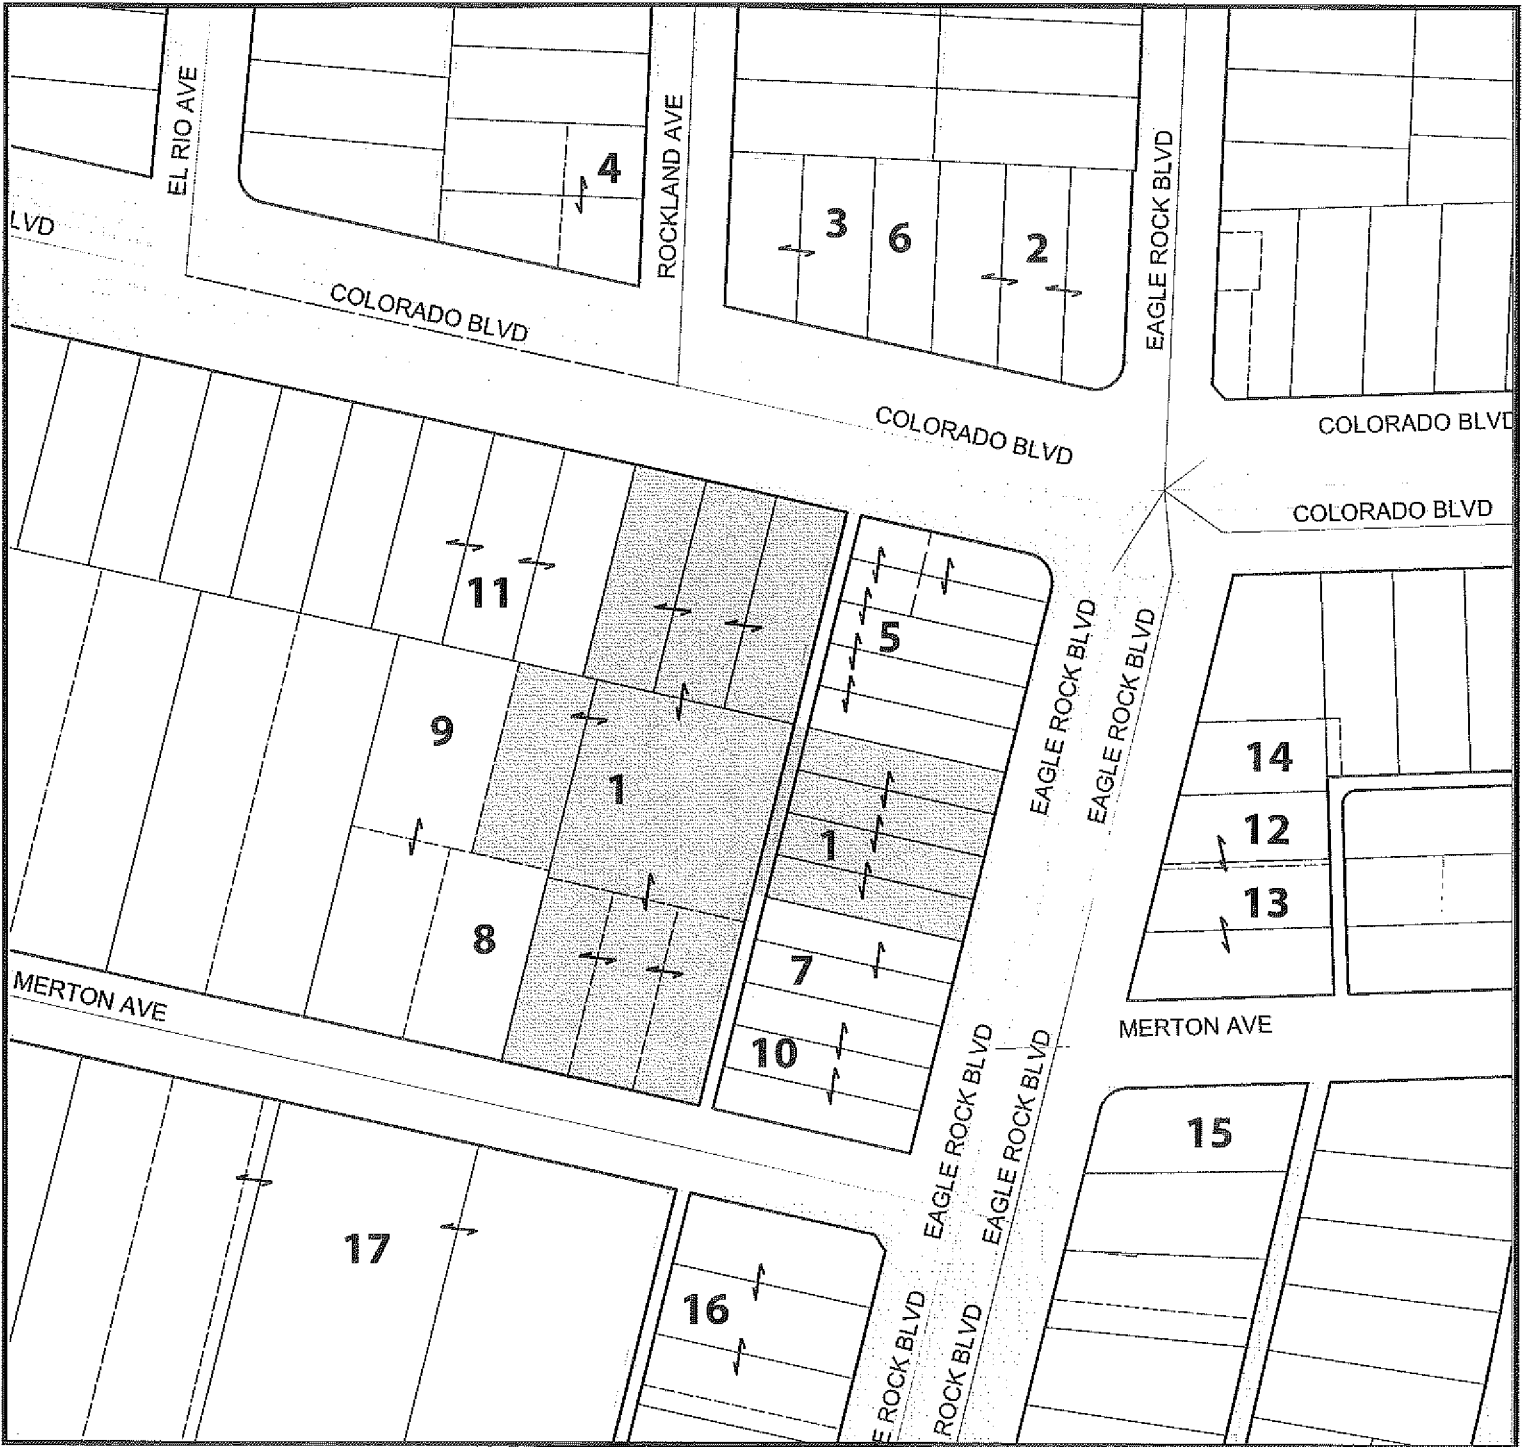 EL RIO AVE
4
ROCKLAND AVE
3
6
2
EAGLE ROCK BLVD
LVD
COLORADO BLVD
COLORADO BLVD
COLORADO BLVD
COLORADO BLVD
11
5
EAGLE ROCK BLVD
EAGLE ROCK BLVD
9
1
1
14
12
13
8
7
10
MERTON AVE
MERTON AVE
EAGLE ROCK BLVD
EAGLE ROCK BLVD
15
17
16
E ROCK BLVD
ROCK BLVD